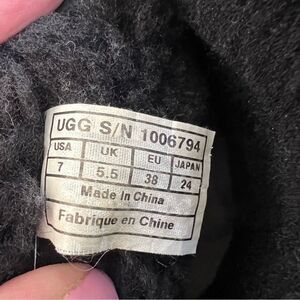 UGG S/N 1006794
USA UK EU JAPAN
7 5.5 38 24
Made in China
Fabrique en Chine